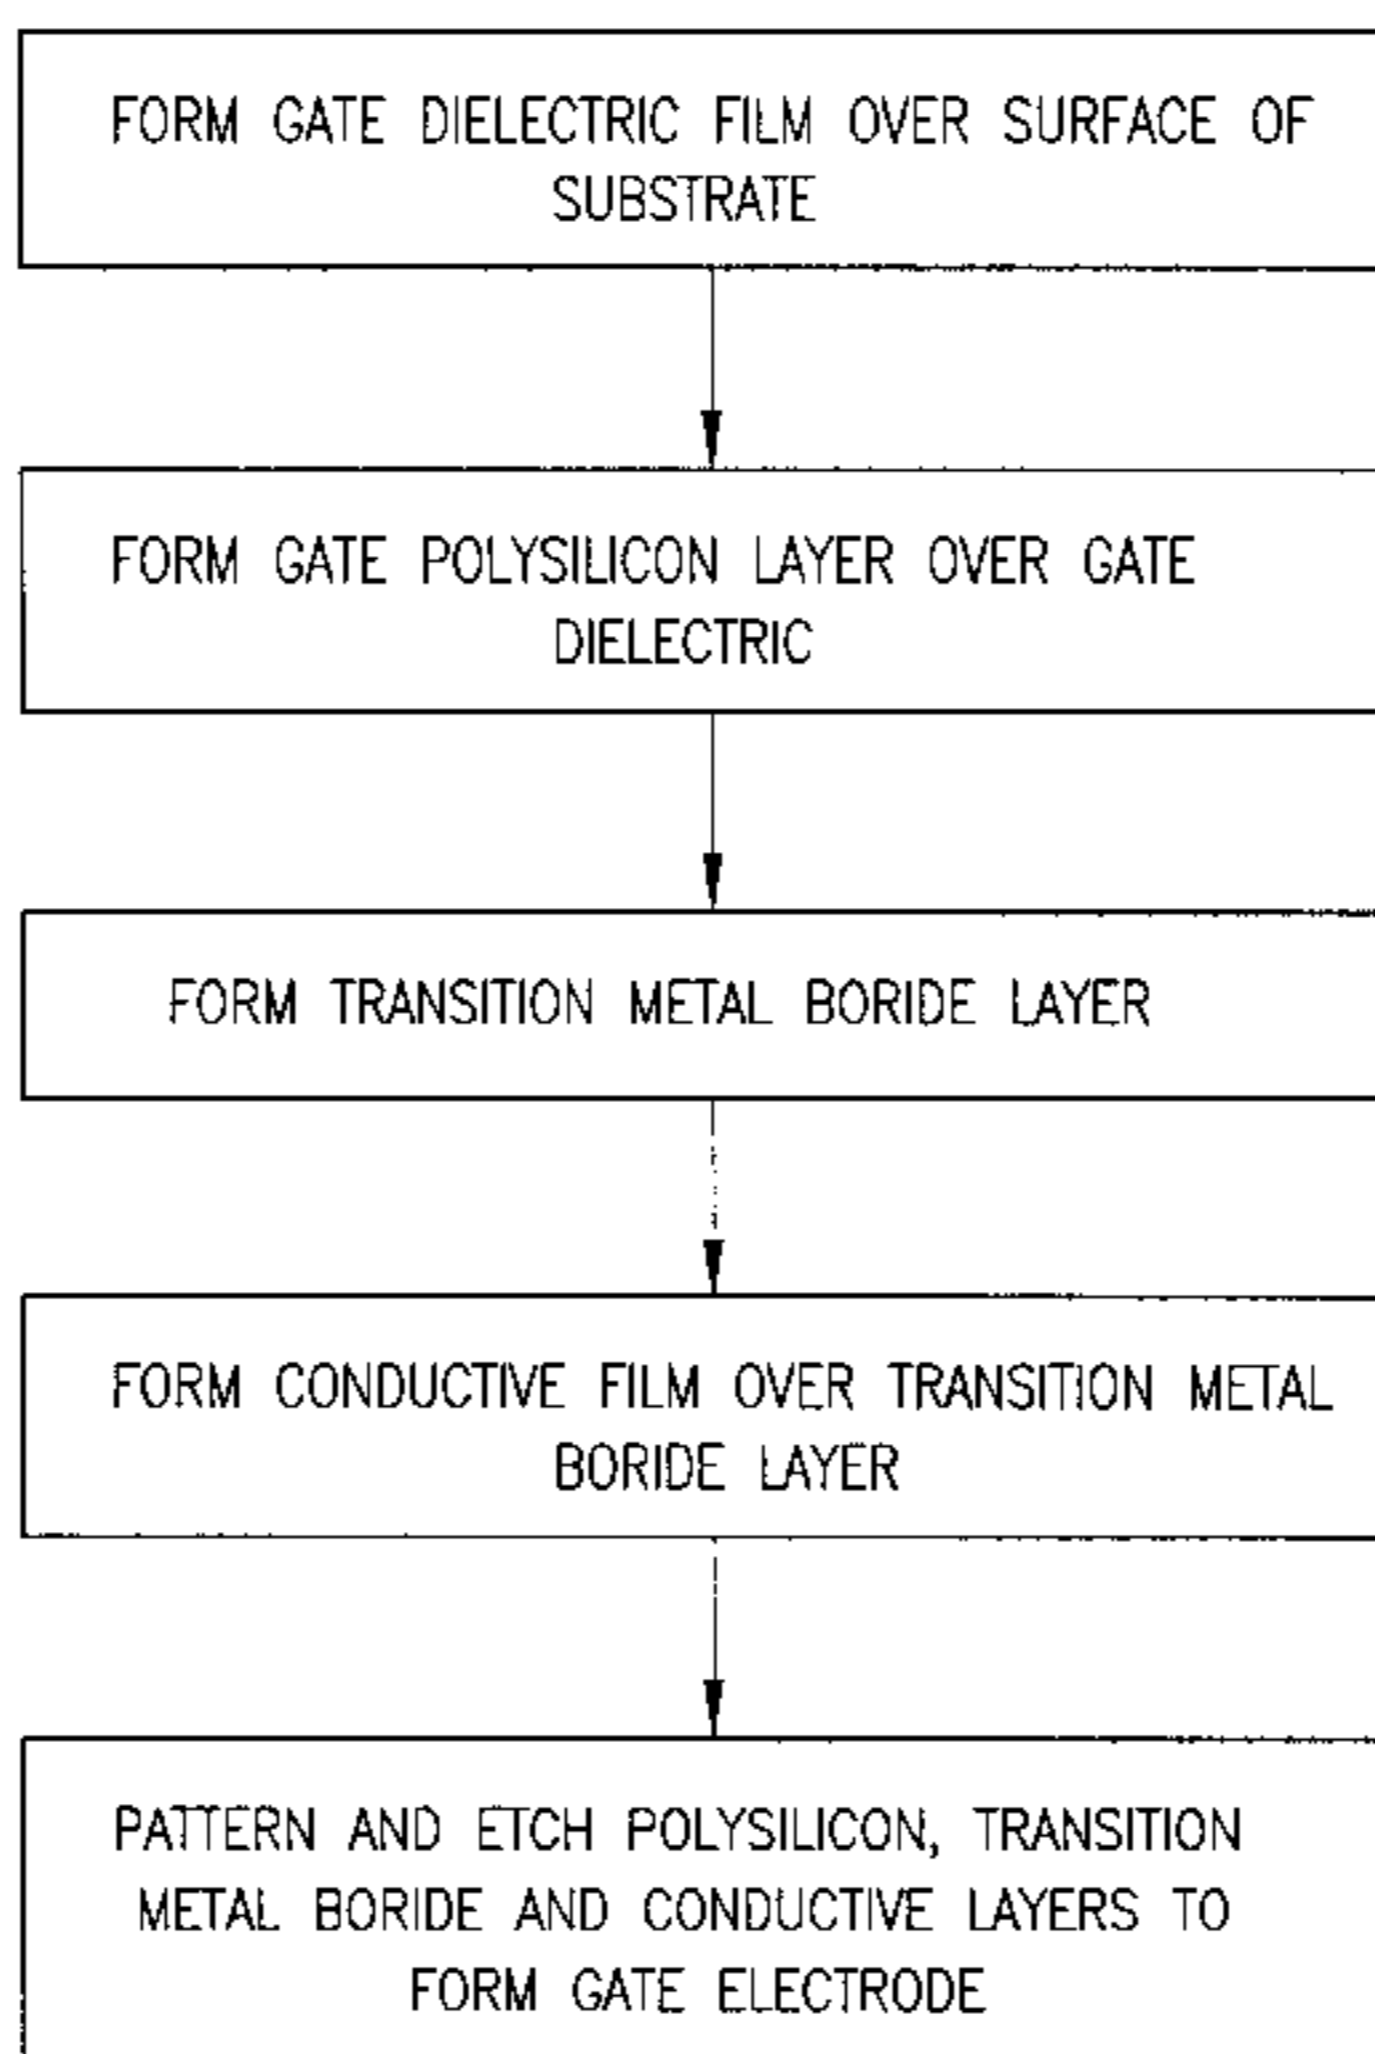 FORM GATE DIELECTRIC FILM OVER SURFACE OF
SUBSTRATE
FORM GATE POLYSILICON LAYER OVER GATE
DIELECTRIC
FORM TRANSITION METAL BORIDE LAYER
FORM CONDUCTIVE FILM OVER TRANSITION METAL
BORIDE LAYER
PATTERN AND ETCH POLYSILICON, TRANSITION
METAL BORIDE AND CONDUCTIVE LAYERS TO
FORM GATE ELECTRODE